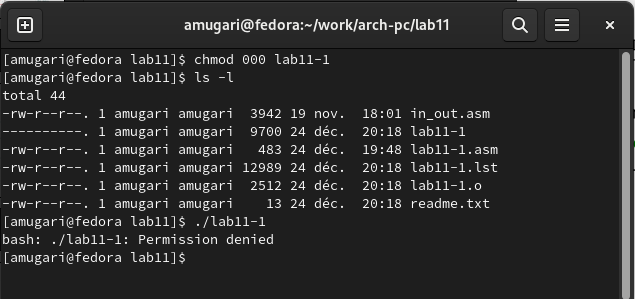 amugari@fedora:~/work/arch-pc/lab11
[amugari@fedora lab11]$ chmod 000 lab11-1
[amugari@fedora lab11]$ ls -l
total 44
-rw-r--r--. 1 amugari amugari  3942 19 nov.  18:01 in_out.asm
----------. 1 amugari amugari  9700 24 déc.  20:18 lab11-1
-rw-r--r--. 1 amugari amugari   483 24 déc.  19:48 lab11-1.asm
-rw-r--r--. 1 amugari amugari 12989 24 déc.  20:18 lab11-1.lst
-rw-r--r--. 1 amugari amugari  2512 24 déc.  20:18 lab11-1.o
-rw-r--r--. 1 amugari amugari    13 24 déc.  20:18 readme.txt
[amugari@fedora lab11]$ ./lab11-1
bash: ./lab11-1: Permission denied
[amugari@fedora lab11]$